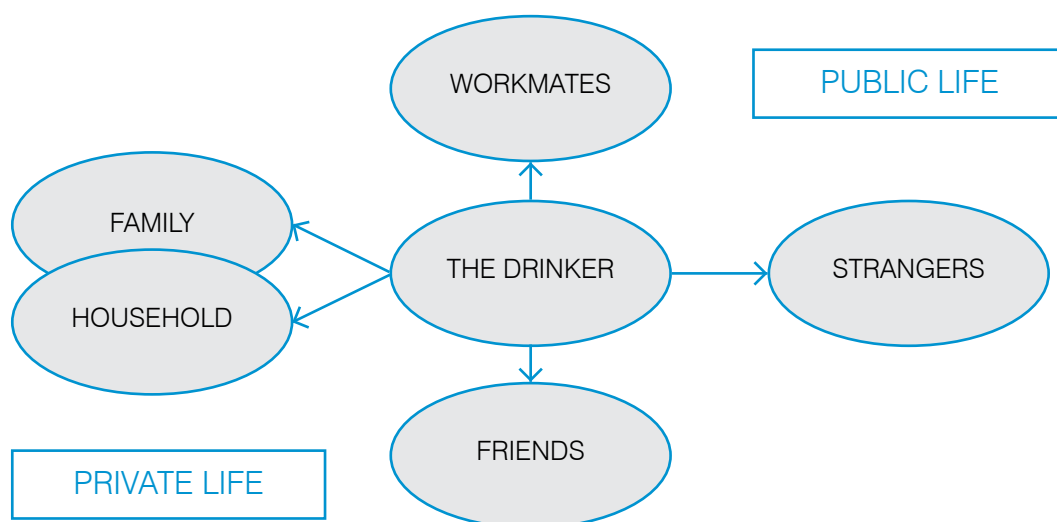 WORKMATES
PUBLIC LIFE
FAMILY
THE DRINKER
STRANGERS
HOUSEHOLD
FRIENDS
PRIVATE LIFE